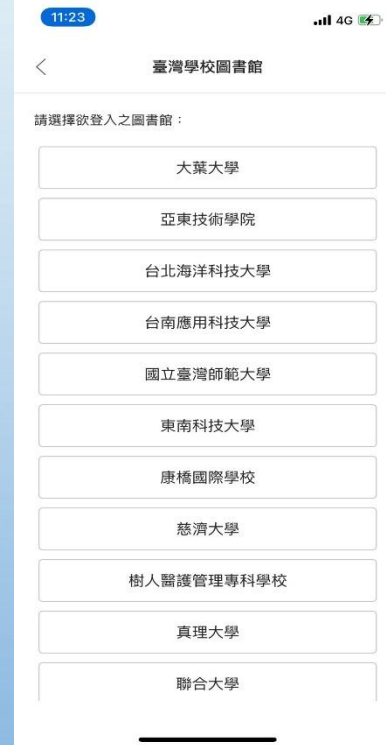 11:23 4G
臺灣學校圖書館
請選擇欲登入之圖書館：
大葉大學
亞東技術學院
台北海洋科技大學
台南應用科技大學
國立臺灣師範大學
東南科技大學
康橋國際學校
慈濟大學
樹人醫護管理專科學校
真理大學
聯合大學